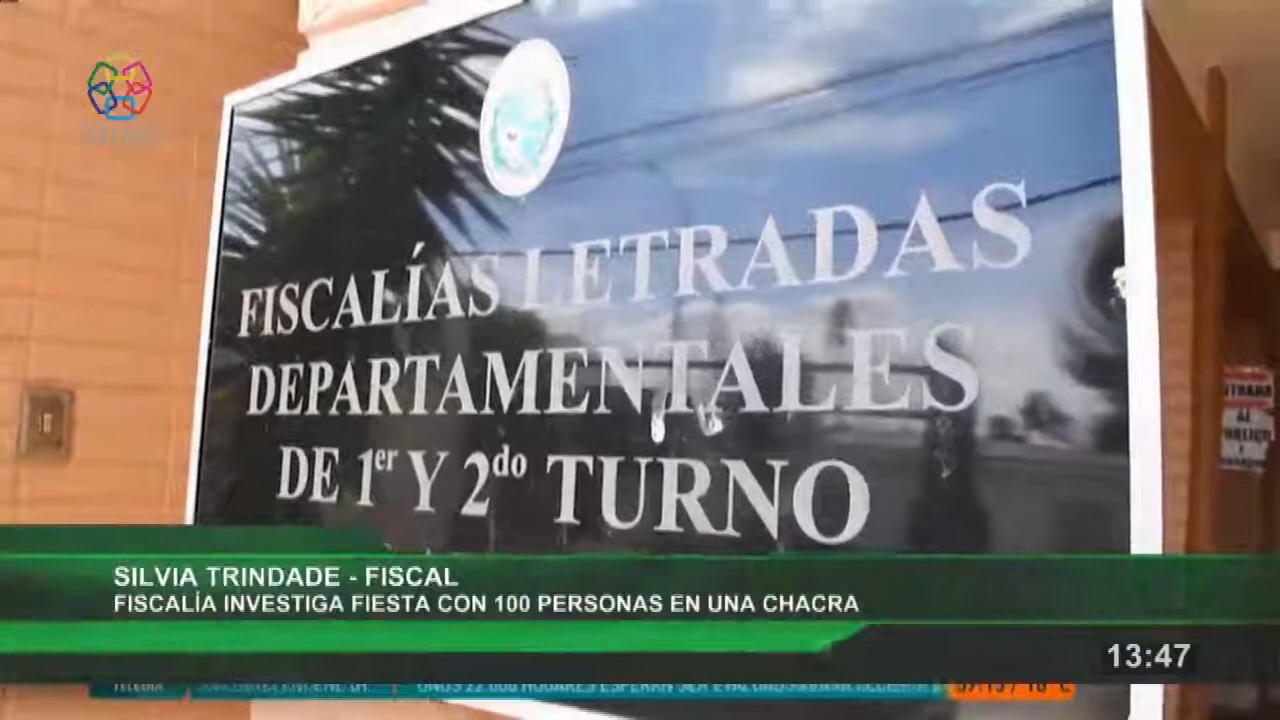 FISCALÍAS LETRADAS
DEPARTAMENTALES
DE 1er Y 2do TURNO
AL
SILVIA TRINDADE - FISCAL
FISCALÍA INVESTIGA FIESTA CON 100 PERSONAS EN UNA CHACRA
13:47